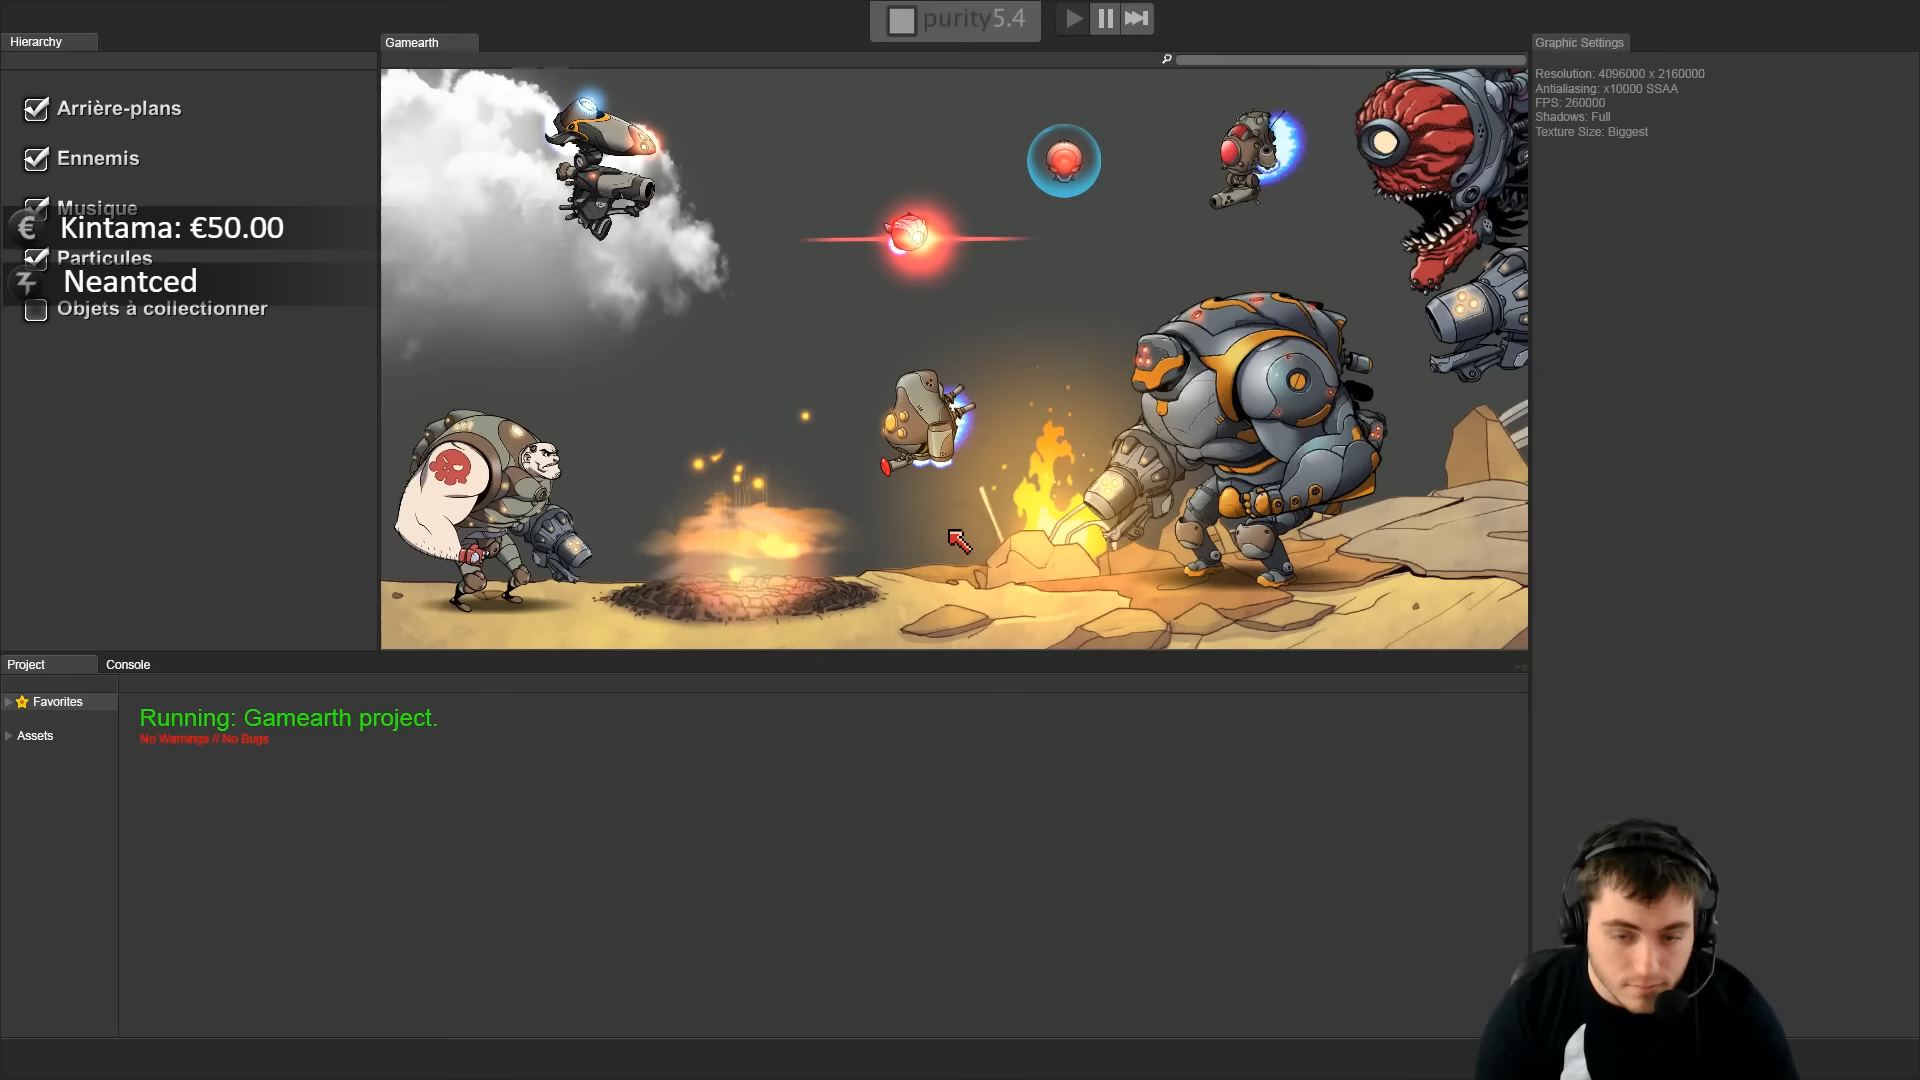 purity5.4
Hierarchy
Gamearth
Graphic Settings
Resolution: 4096000 x 2160000
Antialiasing: x10000 SSAA
FPS: 260000
Shadows: Full
Texture Size: Biggest
Arrière-plans
Ennemis
Musique
€ Kintama: €50.00
Particules
Neantced
Objets à collectionner
Project
Console
Favorites
Assets
Running: Gamearth project.
No Warnings // No Bugs